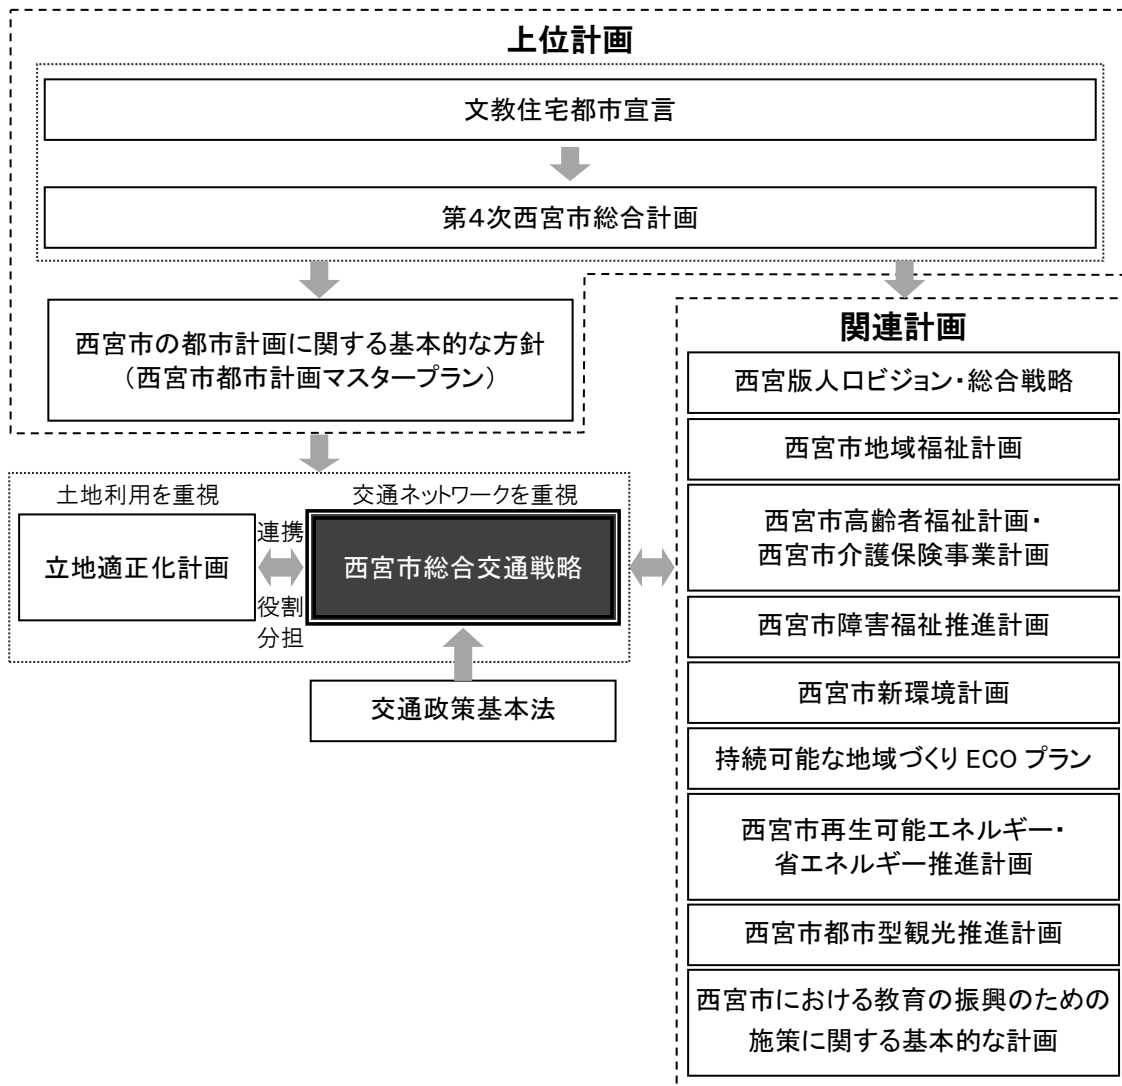 上位計画
文教住宅都市宣言
第4次西宮市総合計画
西宮市の都市計画に関する基本的な方針
（西宮市都市計画マスタープラン）
土地利用を重視
交通ネットワークを重視
立地適正化計画
連携
役割
分担
西宮市総合交通戦略
交通政策基本法
関連計画
西宮版人口ビジョン・総合戦略
西宮市地域福祉計画
西宮市高齢者福祉計画・
西宮市介護保険事業計画
西宮市障害福祉推進計画
西宮市新環境計画
持続可能な地域づくり ECO プラン
西宮市再生可能エネルギー・
省エネルギー推進計画
西宮市都市型観光推進計画
西宮市における教育の振興のための
施策に関する基本的な計画